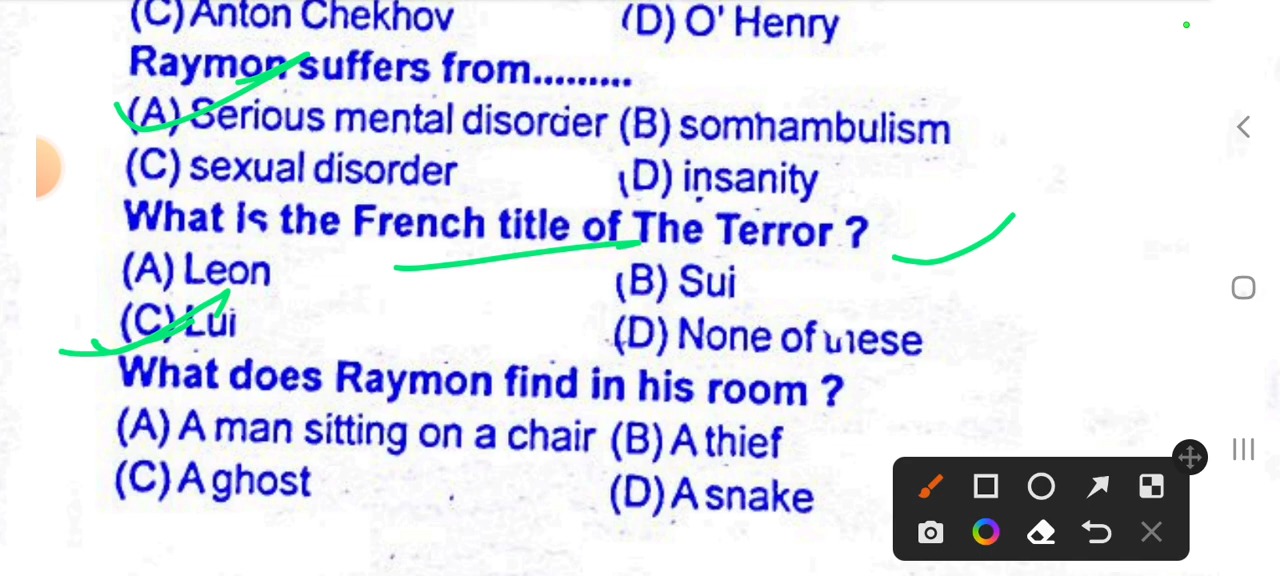 (C) Anton Chekhov (D) O' Henry
Raymon suffers from.........
(A) Serious mental disorder (B) somhambulism
(C) sexual disorder (D) insanity
What is the French title of The Terror ?
(A) Leon (B) Sui
(C) Lui (D) None of these
What does Raymon find in his room ?
(A) A man sitting on a chair (B) A thief
(C) A ghost (D) A snake